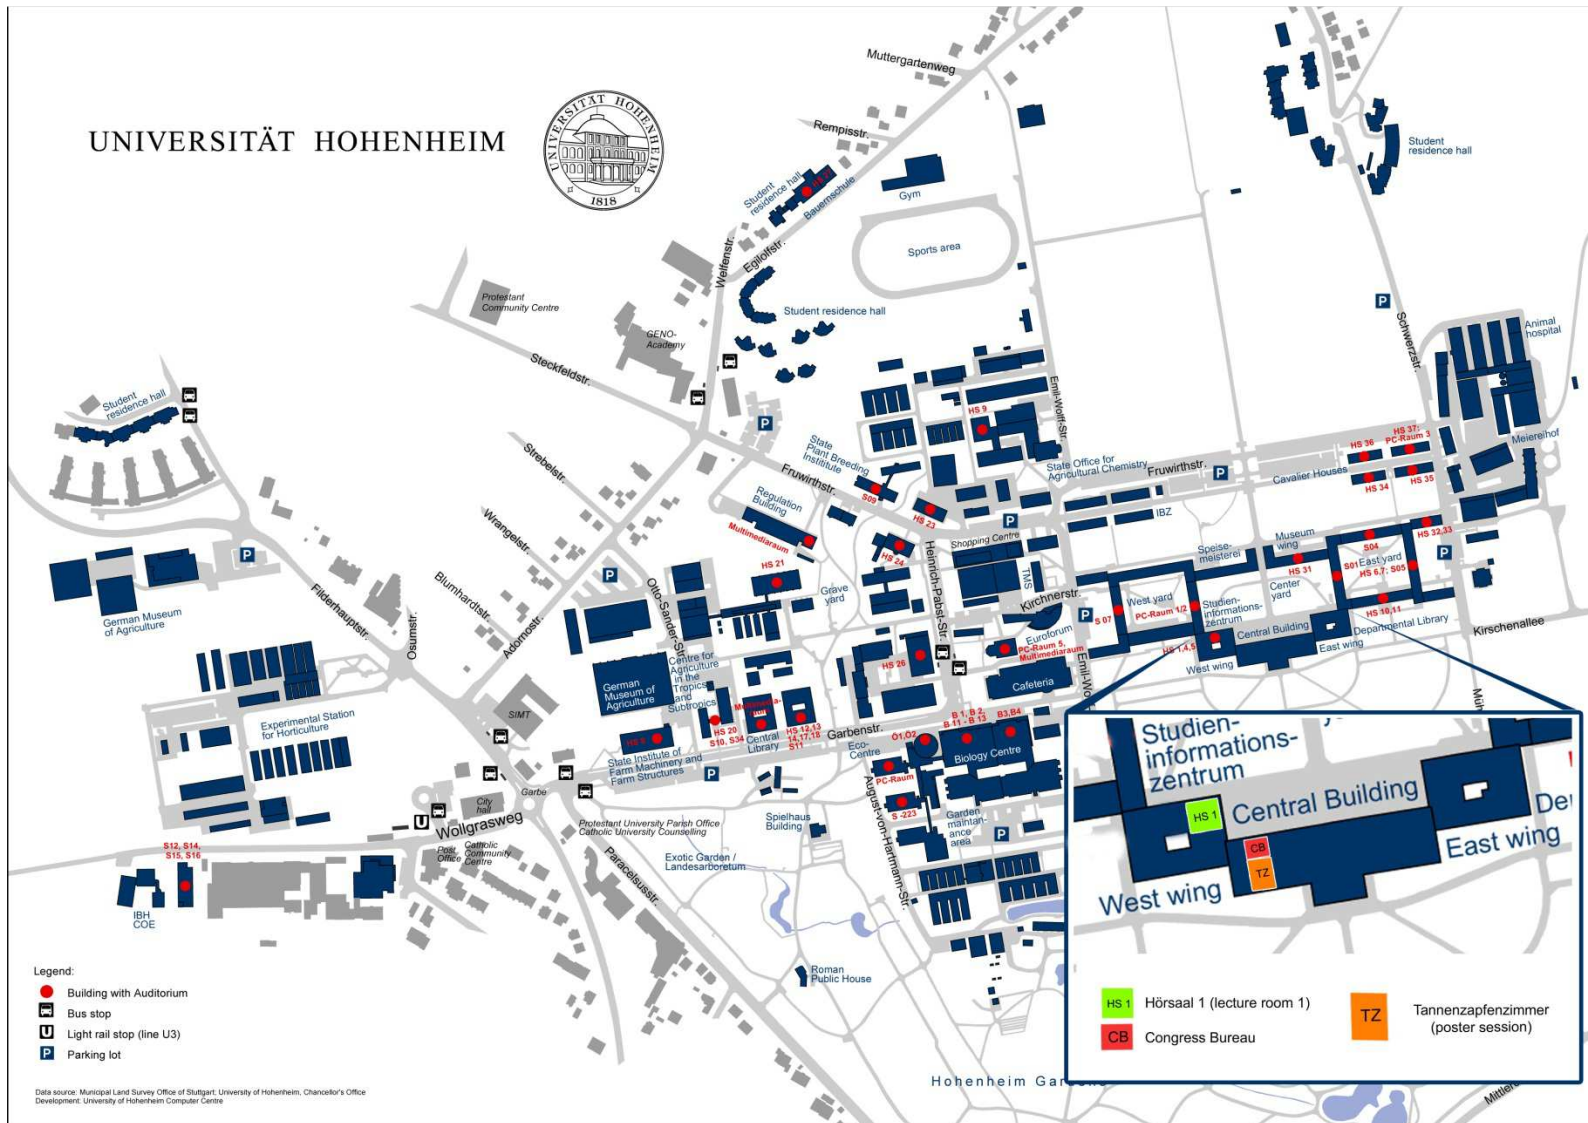 UNIVERSITÄT HOHENHEIM
UNIVERSITÄT HOHENHEIM
1818
Muttergartenweg
Rempisstr.
Student
residence hall
Bauernschule
Egilolfstr.
Welfenstr.
Gym
Sports area
Student
residence hall
Protestant
Community Centre
GENO-
Academy
Student residence hall
Steckfeldstr.
Schwerzstr.
Animal
hospital
Student
residence hall
HS 9
Emil-Wolff-Str.
State
Plant Breeding
Institiute
State Office for
Agricultural Chemistry
Fruwirthstr.
Fruwirthstr.
Cavalier Houses
HS 36
HS 37;
PC-Raum 3
HS 34
HS 35
Meiereihof
Strebelstr.
Wrangelstr.
Blumhardtstr.
Adornostr.
Otto-Sander-Str.
Osumstr.
Filderhauptstr.
Regulation
Building
Multimediaraum
S09
HS 23
HS 24
HS 21
Shopping Centre
IBZ
TMS
Kirchnerstr.
Heinrich-Pabst-Str.
Grave
yard
Speise-
meisterei
Museum
wing
HS 31
S04
HS 32,33
S01
East yard
HS 6,7; S05
HS 10,11
Center
yard
West yard
PC-Raum 1/2
S 07
Studien-
informations-
zentrum
HS 1,4,5
Central Building
West wing
East wing
Departmental Library
Kirschenallee
German Museum
of Agriculture
German
Museum of
Agriculture
Centre for
Agriculture
in the
Tropics
and
Subtropics
Euroforum
PC-Raum 5,
Multimediaraum
HS 26
Cafeteria
Emil-Wo
Experimental Station
for Horticulture
SIMT
HS 20
S10. S34
Central
Library
HS 12,13
14,17,18
S11
State Institute of
Farm Machinery and
Farm Structures
Garbenstr.
Eco-
Centre
Ö1,Ö2
B 1, B 2,
B 11 - B 13
B3,B4
Biology Centre
PC-Raum
S -223
August-von-Hartmann-Str.
Garden
maintan-
ance
area
Spielhaus
Building
Garbe
City
hall
Wollgrasweg
Protestant University Parish Office
Catholic University Counselling
Post
Office
Catholic
Community
Centre
Paracelsusstr.
Exotic Garden /
Landesarboretum
Roman
Public House
S12, S14,
S15, S16
IBH
COE
Müh
Studien-
informations-
zentrum
HS 1
Central Building
CB
TZ
West wing
East wing
HS 1 Hörsaal 1 (lecture room 1)
CB Congress Bureau
TZ Tannenzapfenzimmer
(poster session)
Legend:
Building with Auditorium
Bus stop
U Light rail stop (line U3)
P Parking lot
Data source: Municipal Land Survey Office of Stuttgart; University of Hohenheim, Chancellor's Office
Development: University of Hohenheim Computer Centre